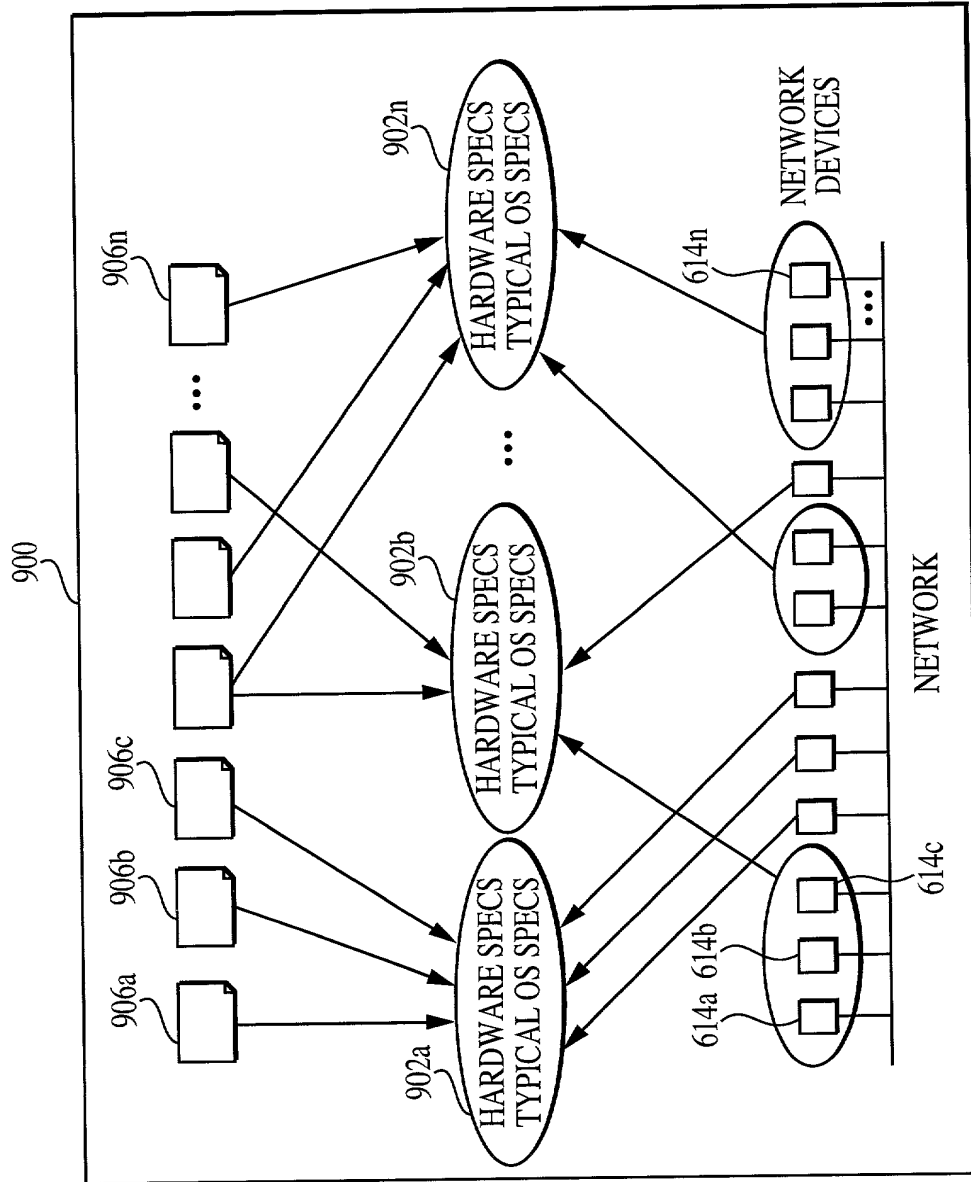 900
906a
906b
906c
...
906n
902a
HARDWARE SPECS
TYPICAL OS SPECS
902b
HARDWARE SPECS
TYPICAL OS SPECS
...
902n
HARDWARE SPECS
TYPICAL OS SPECS
614a
614b
614c
614n
...
NETWORK
DEVICES
NETWORK